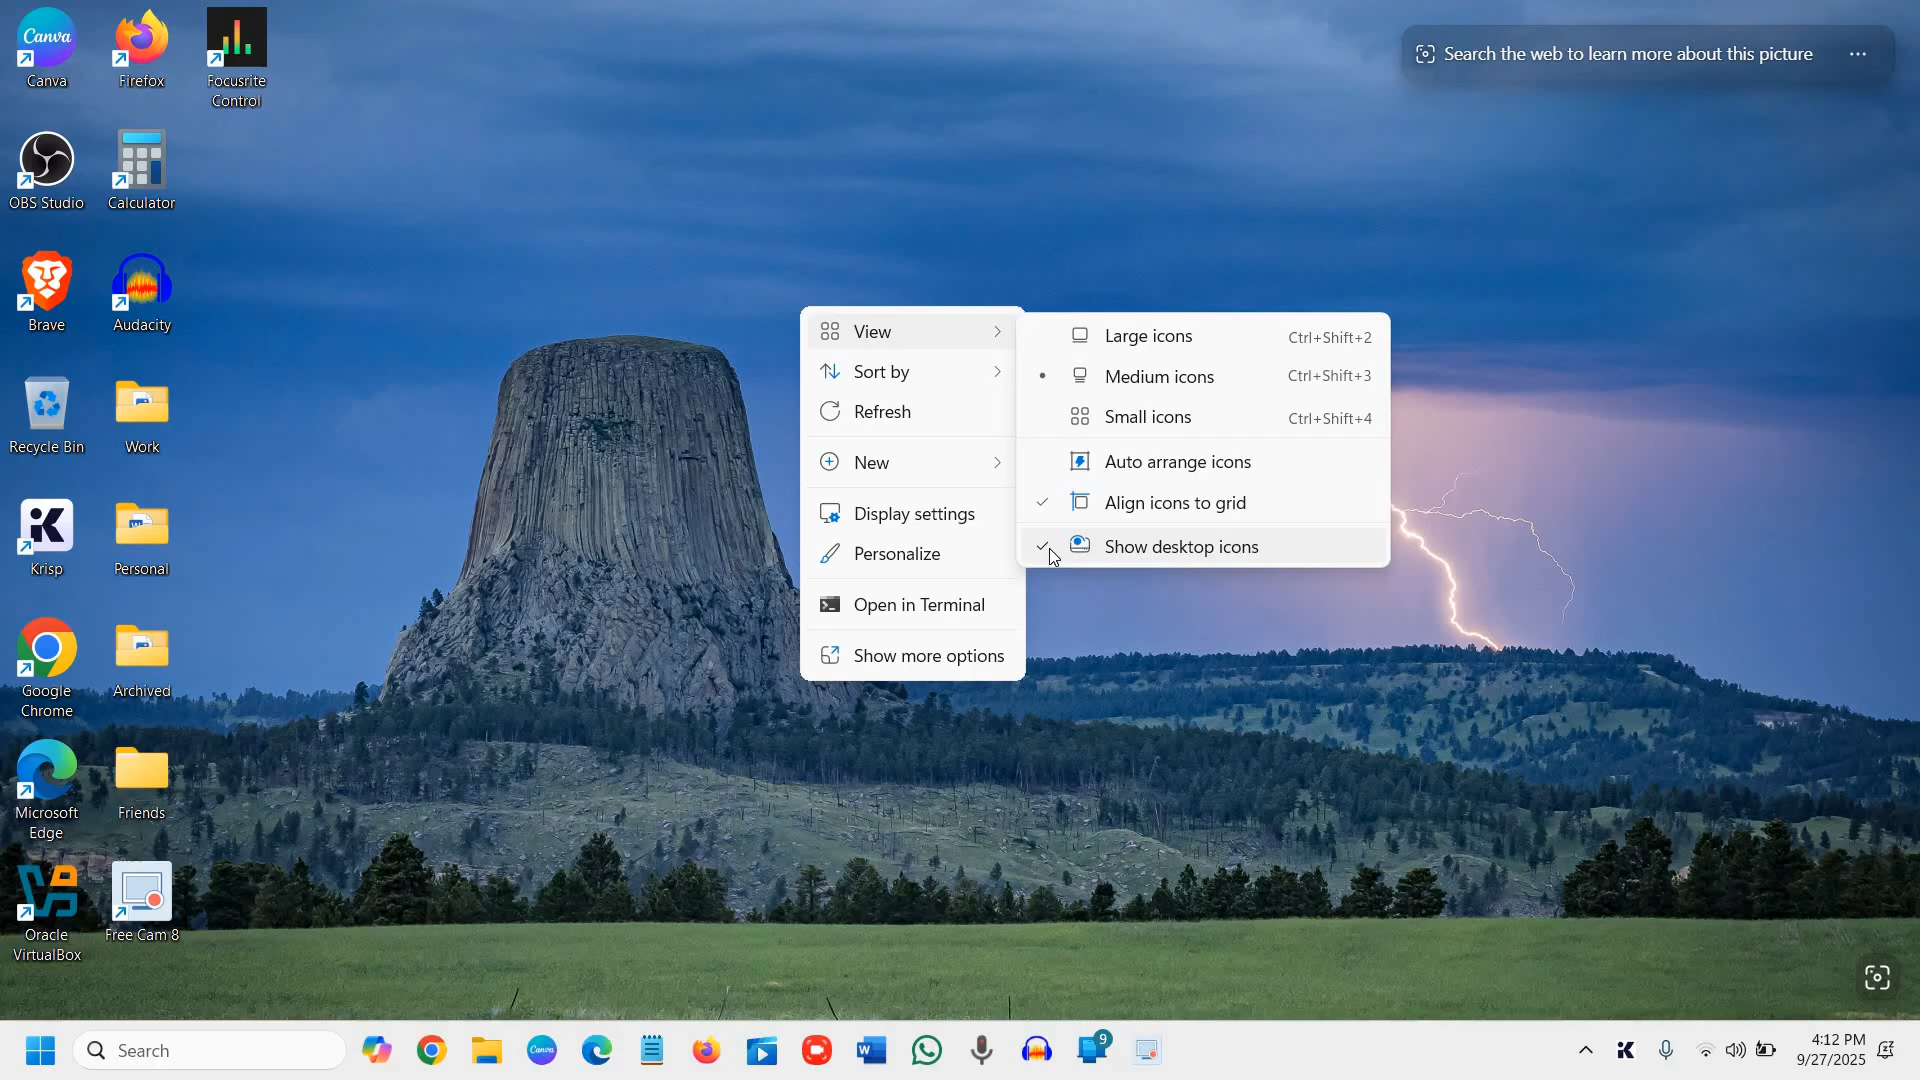 Canva
Canva
Firefox
Focusrite
Control
OBS Studio
Calculator
Brave
Audacity
Recycle Bin
Work
Krisp
Personal
Google
Chrome
Archived
Microsoft
Edge
Friends
Oracle
VirtualBox
Free Cam 8
Search the web to learn more about this picture
View
Sort by
Refresh
New
Display settings
Personalize
Open in Terminal
Show more options
Large icons Ctrl+Shift+2
Medium icons Ctrl+Shift+3
Small icons Ctrl+Shift+4
Auto arrange icons
Align icons to grid
Show desktop icons
Search
Canva
9
4:12 PM
9/27/2025